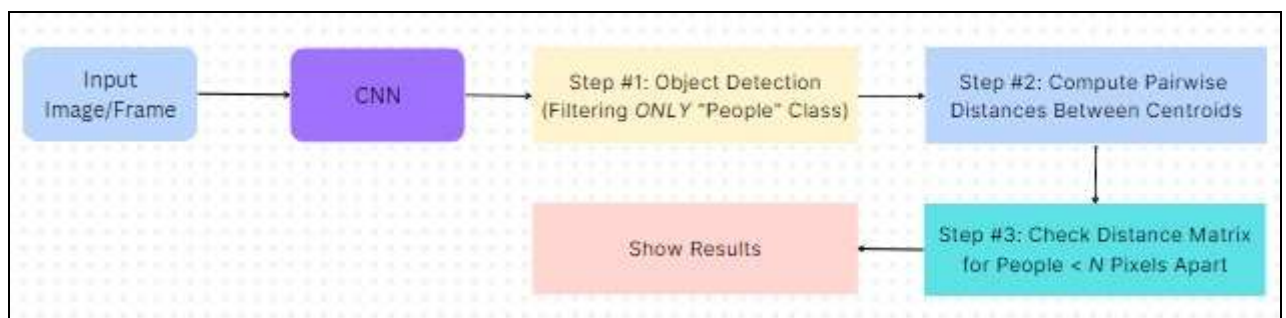 Input
Image/Frame
CNN
Step #1: Object Detection
(Filtering ONLY "People" Class)
Step #2: Compute Pairwise
Distances Between Centroids
Step #3: Check Distance Matrix
for People < N Pixels Apart
Show Results